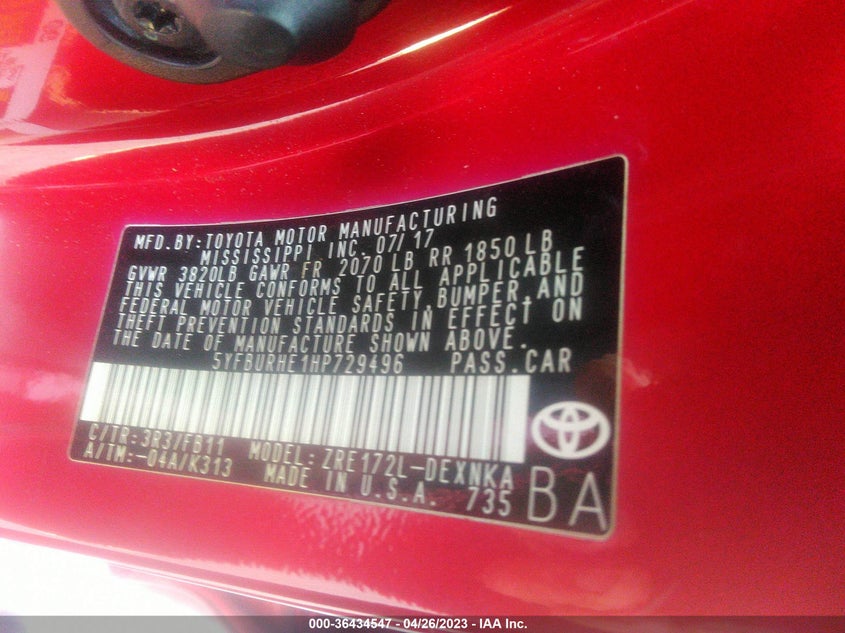 MFD.BY:TOYOTA MOTOR MANUFACTURING
MISSISSIPPI INC. 07/17
GVWR 3820LB GAWR FR 2070 LB RR 1850 LB
THIS VEHICLE CONFORMS TO ALL APPLICABLE
FEDERAL MOTOR VEHICLE SAFETY,BUMPER,AND
THEFT PREVENTION STANDARDS IN EFFECT ON
THE DATE OF MANUFACTURE SHOWN ABOVE.
5YFBURHE1HP729496 PASS.CAR
C/TR:3R3/FB11 MODEL:ZRE172L-DEXNKA
A/TM:-04A/K313 MADE IN U.S.A. 735
BA
000-36434547 - 04/26/2023 - IAA Inc.